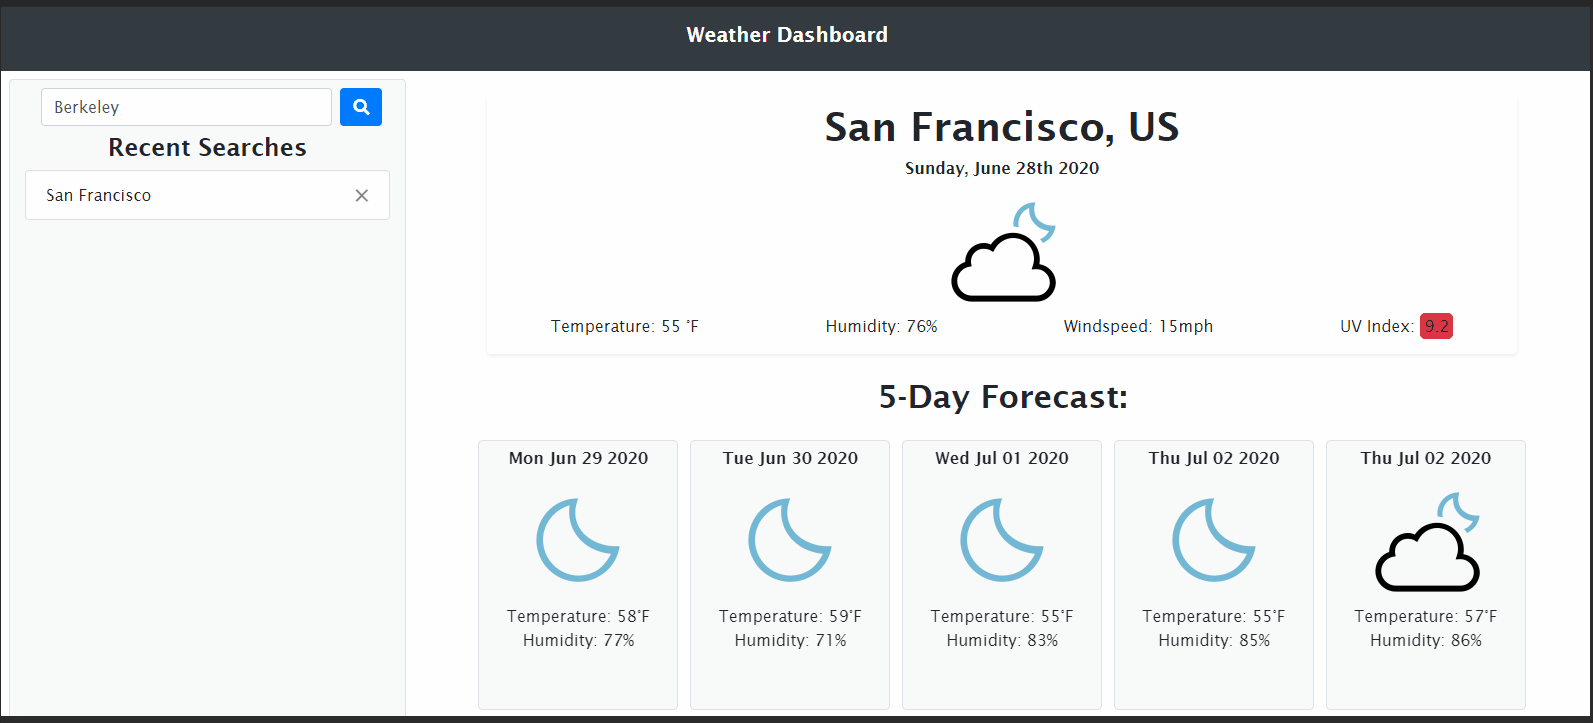 Weather Dashboard
Berkeley
Recent Searches
San Francisco ×
San Francisco, US
Sunday, June 28th 2020
Temperature: 55 °F Humidity: 76% Windspeed: 15mph UV Index: 9.2
5-Day Forecast:
Mon Jun 29 2020
Temperature: 58°F
Humidity: 77%
Tue Jun 30 2020
Temperature: 59°F
Humidity: 71%
Wed Jul 01 2020
Temperature: 55°F
Humidity: 83%
Thu Jul 02 2020
Temperature: 55°F
Humidity: 85%
Thu Jul 02 2020
Temperature: 57°F
Humidity: 86%